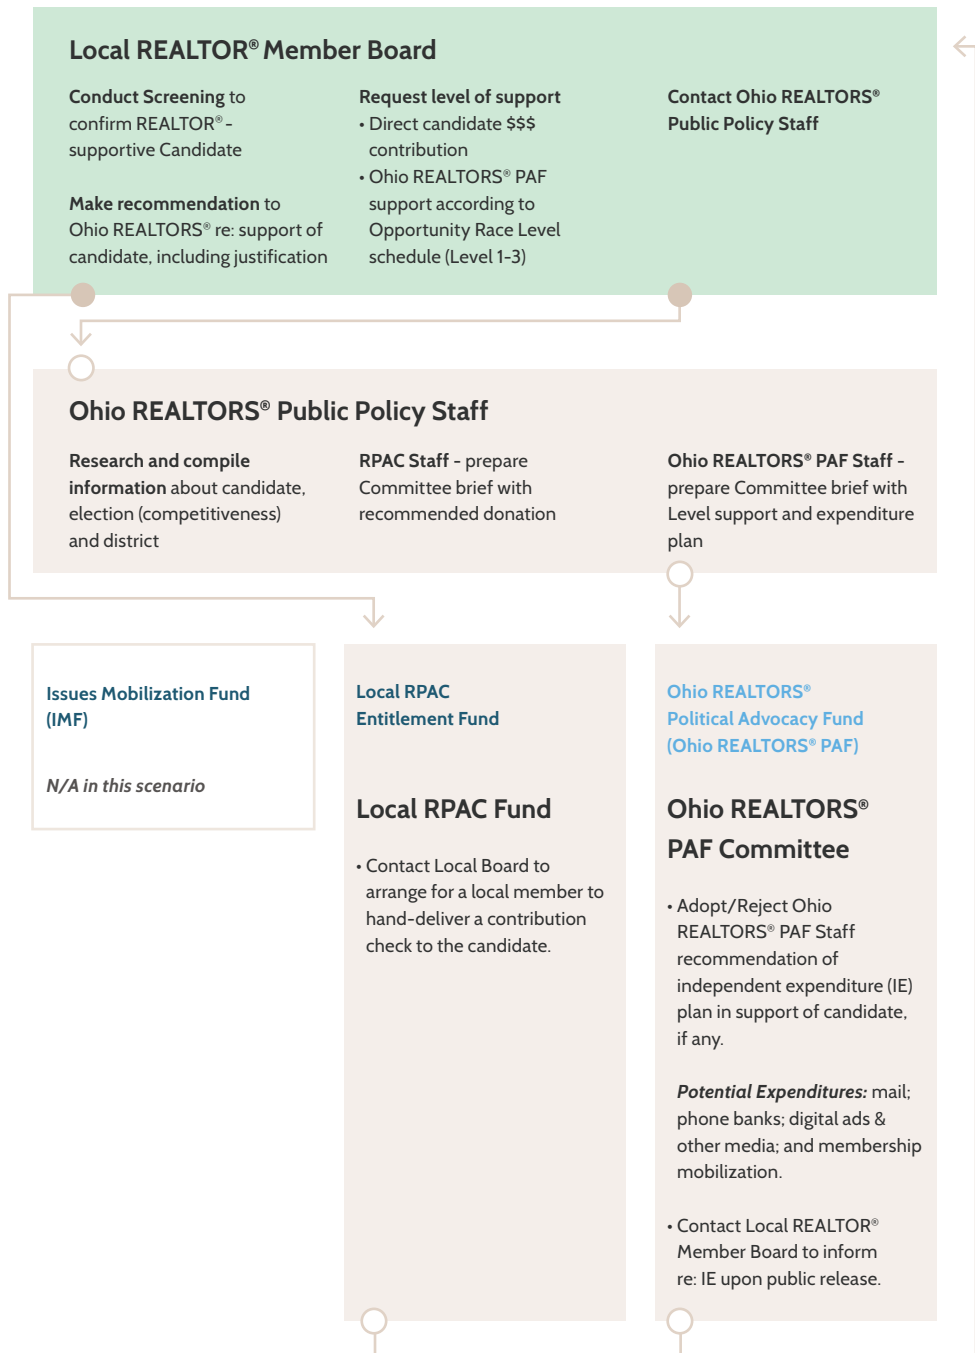 Local REALTOR® Member Board
Conduct Screening to
confirm REALTOR® -
supportive Candidate
Make recommendation to
Ohio REALTORS® re: support of
candidate, including justification
Request level of support
• Direct candidate $$$
contribution
• Ohio REALTORS® PAF
support according to
Opportunity Race Level
schedule (Level 1-3)
Contact Ohio REALTORS®
Public Policy Staff
Ohio REALTORS® Public Policy Staff
Research and compile
information about candidate,
election (competitiveness)
and district
RPAC Staff - prepare
Committee brief with
recommended donation
Ohio REALTORS® PAF Staff -
prepare Committee brief with
Level support and expenditure
plan
Issues Mobilization Fund
(IMF)
N/A in this scenario
Local RPAC
Entitlement Fund
Local RPAC Fund
• Contact Local Board to
arrange for a local member to
hand-deliver a contribution
check to the candidate.
Ohio REALTORS®
Political Advocacy Fund
(Ohio REALTORS® PAF)
Ohio REALTORS®
PAF Committee
• Adopt/Reject Ohio
REALTORS® PAF Staff
recommendation of
independent expenditure (IE)
plan in support of candidate,
if any.
Potential Expenditures: mail;
phone banks; digital ads &
other media; and membership
mobilization.
• Contact Local REALTOR®
Member Board to inform
re: IE upon public release.